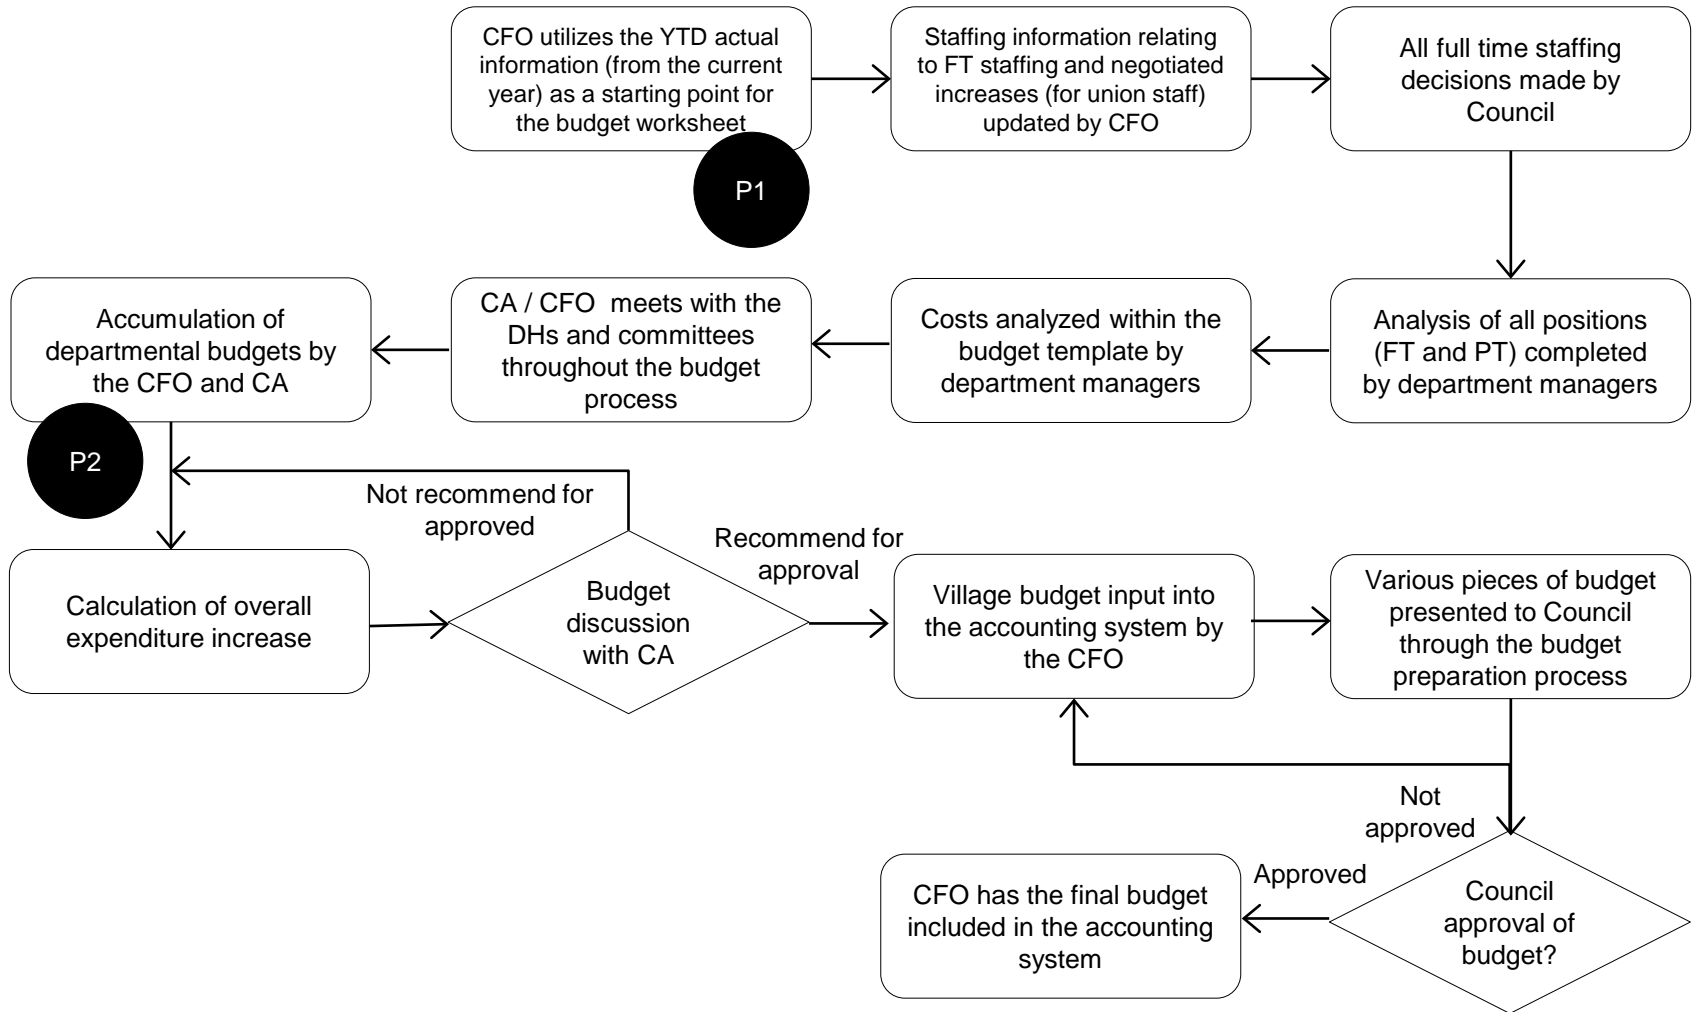 CFO utilizes the YTD actual
information (from the current
year) as a starting point for
the budget worksheet
P1
Staffing information relating
to FT staffing and negotiated
increases (for union staff)
updated by CFO
All full time staffing
decisions made by
Council
Analysis of all positions
(FT and PT) completed
by department managers
Costs analyzed within the
budget template by
department managers
CA / CFO meets with the
DHs and committees
throughout the budget
process
Accumulation of
departmental budgets by
the CFO and CA
P2
Calculation of overall
expenditure increase
Not recommend for
approved
Budget
discussion
with CA
Recommend for
approval
Village budget input into
the accounting system by
the CFO
Various pieces of budget
presented to Council
through the budget
preparation process
Not
approved
Council
approval of
budget?
Approved
CFO has the final budget
included in the accounting
system